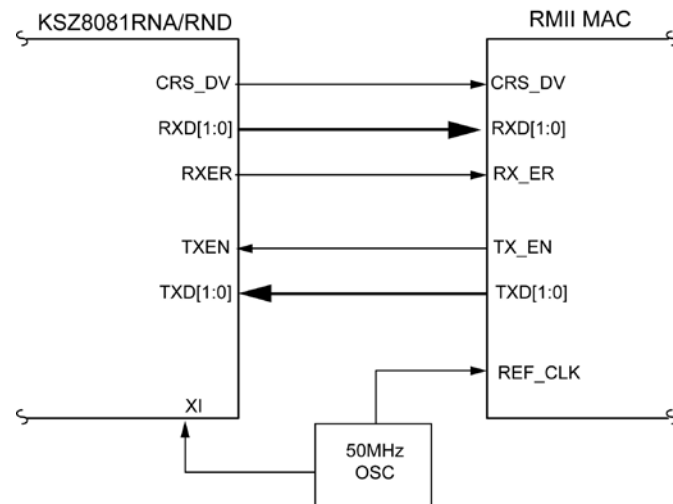 KSZ8081RNA/RND
RMII MAC
CRS_DV
CRS_DV
RXD[1:0]
RXD[1:0]
RXER
RX_ER
TXEN
TX_EN
TXD[1:0]
TXD[1:0]
REF_CLK
XI
50MHz
OSC